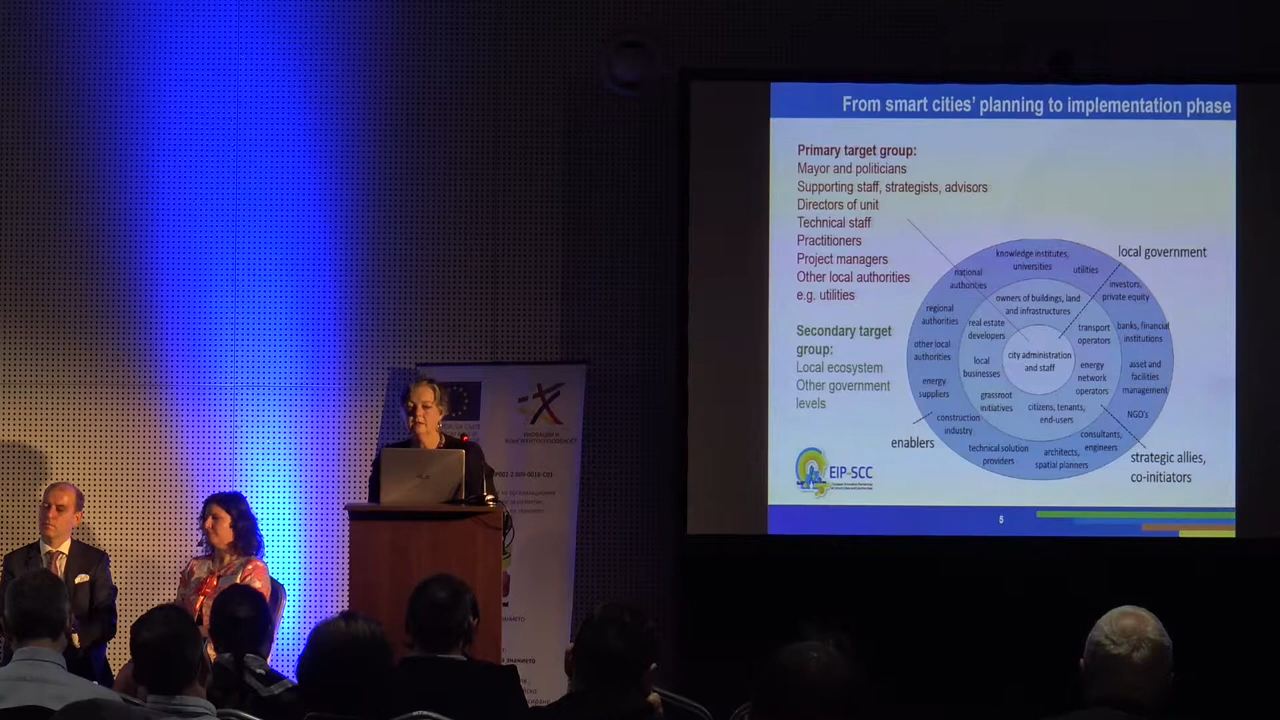 From smart cities' planning to implementation phase
Primary target group:
Mayor and politicians
Supporting staff, strategists, advisors
Directors of unit
Technical staff
Practitioners
Project managers
Other local authorities
e.g. utilities
Secondary target
group:
Local ecosystem
Other government
levels
local government
knowledge institutes,
universities
utilities
national
authorities
investors,
private equity
owners of buildings, land
and infrastructures
regional
authorities
real estate
developers
transport
operators
banks, financial
institutions
other local
authorities
city administration
and staff
local
businesses
energy
network
operators
asset and
facilities
management
energy
suppliers
grassroot
initiatives
citizens, tenants,
end-users
NGO's
construction
industry
consultants,
engineers
enablers
technical solution
providers
architects,
spatial planners
strategic allies,
co-initiators
EIP-SCC
5
ИНОВАЦИИ И
КОНКУРЕНТОСПОСОБНОСТ